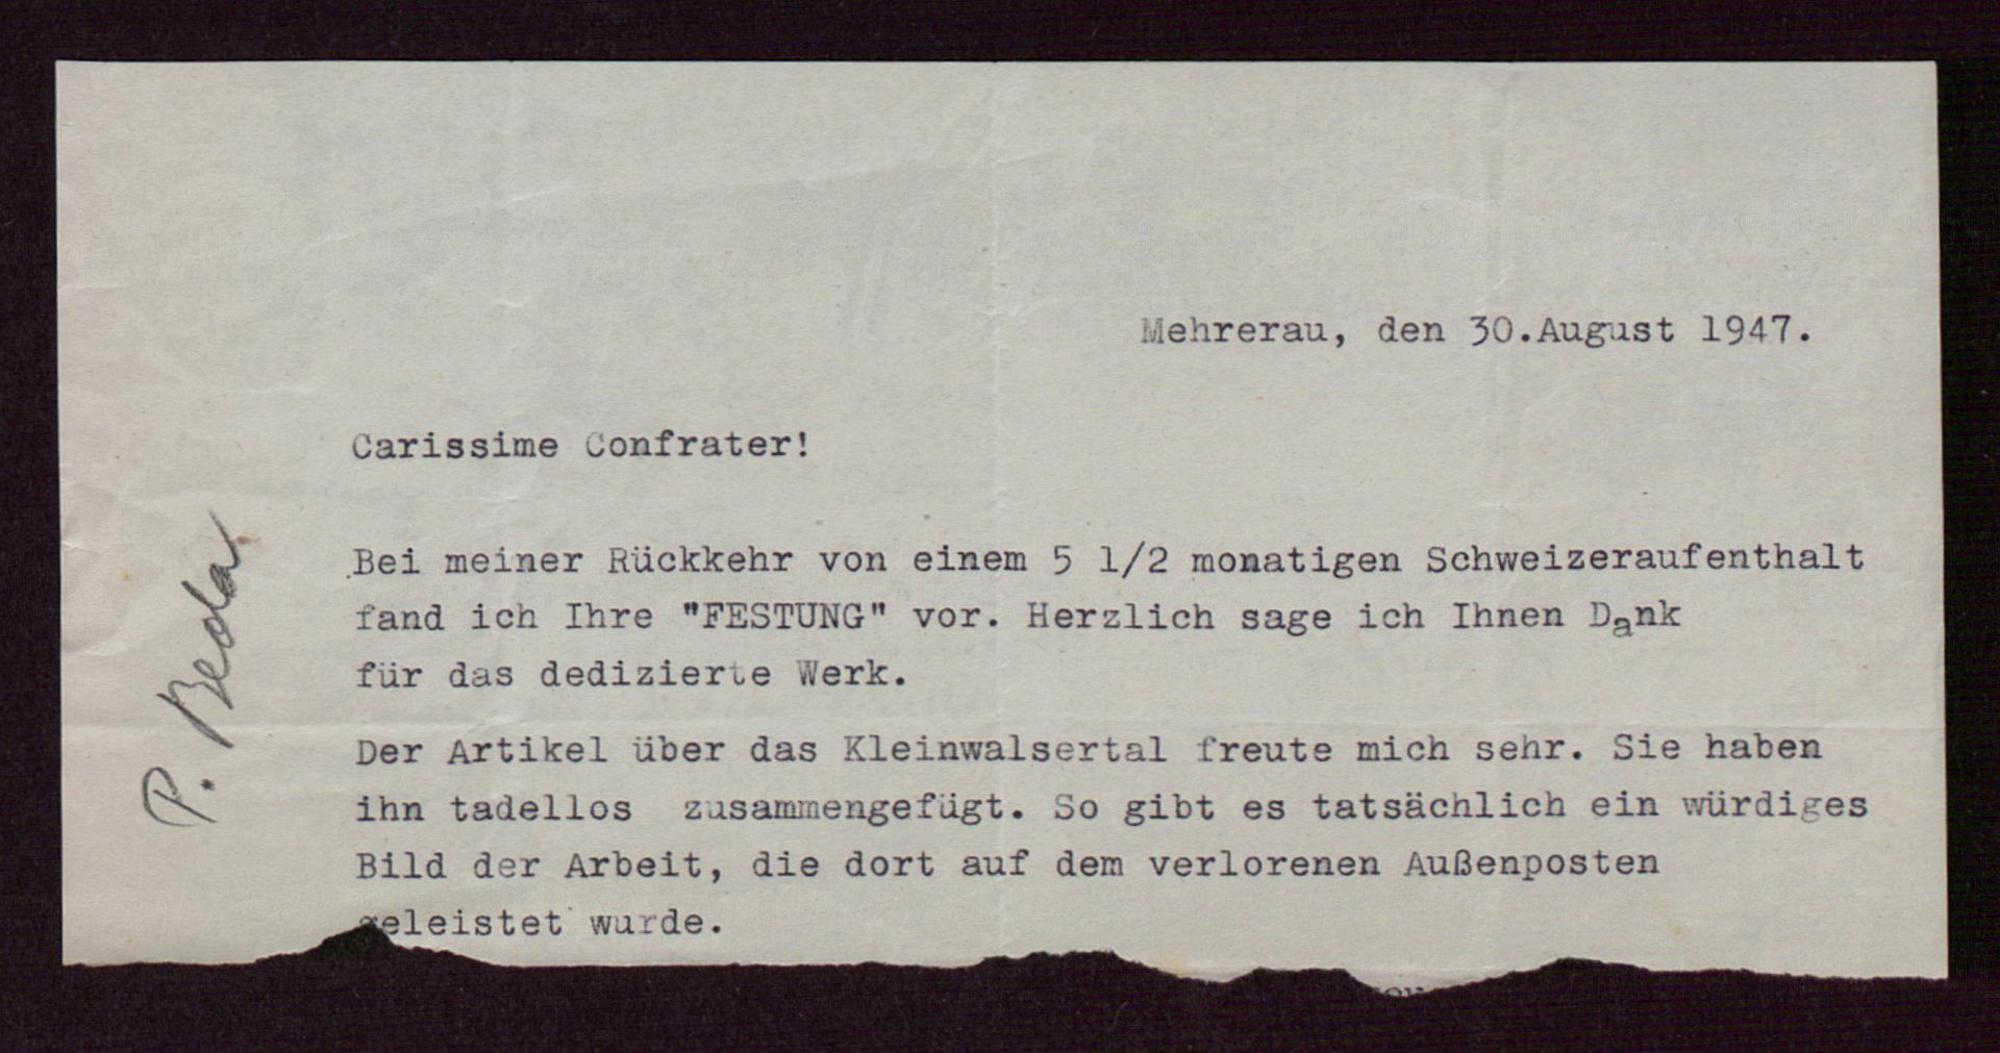 Mehrerau, den 30.August 1947.
Carissime Confrater!
Bei meiner Rückkehr von einem 5 1/2 monatigen Schweizeraufenthalt
fand ich Ihre "FESTUNG" vor. Herzlich sage ich Ihnen Dank
für das dedizierte Werk.
Der Artikel über das Kleinwalsertal freute mich sehr. Sie haben
ihn tadellos zusammengefügt. So gibt es tatsächlich ein würdiges
Bild der Arbeit, die dort auf dem verlorenen Außenposten
geleistet wurde.
P. Beda